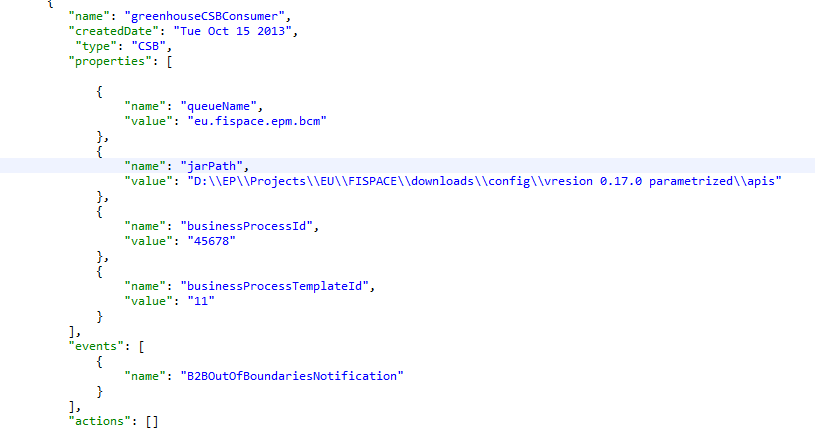 {
"name": "greenhouseCSBConsumer",
"createdDate": "Tue Oct 15 2013",
"type": "CSB",
"properties": [
{
"name": "queueName",
"value": "eu.fispace.epm.bcm"
},
{
"name": "jarPath",
"value": "D:\\EP\\Projects\\EU\\FISPACE\\downloads\\config\\vresion 0.17.0 parametrized\\apis"
},
{
"name": "businessProcessId",
"value": "45678"
},
{
"name": "businessProcessTemplateId",
"value": "11"
}
],
"events": [
{
"name": "B2BOutOfBoundariesNotification"
}
],
"actions": []